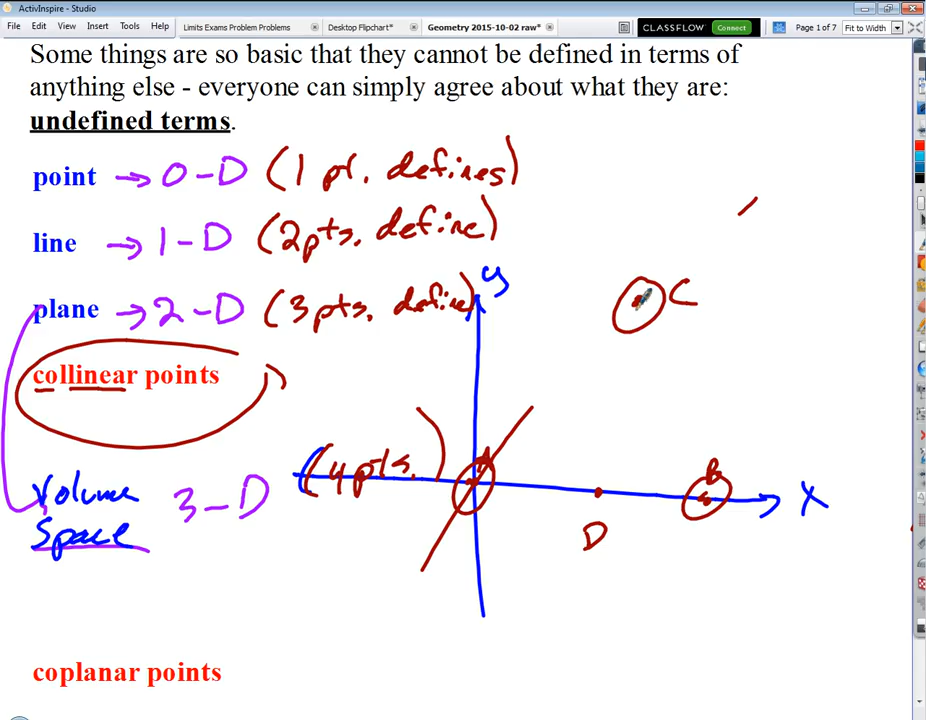 ActivInspire - Studio
File Edit View Insert Tools Help Limits Exams Problem Problems Desktop Flipchart* Geometry 2015-10-02 raw* CLASSFLOW Connect Page 1 of 7 Fit to Width
Some things are so basic that they cannot be defined in terms of
anything else - everyone can simply agree about what they are:
undefined terms.
point → 0-D (1 pt. defines)
line → 1-D (2pts. define)
y
plane → 2-D (3pts. define)
C
collinear points
(4pts. A
B
Volume 3-D
X
Space
D
coplanar points